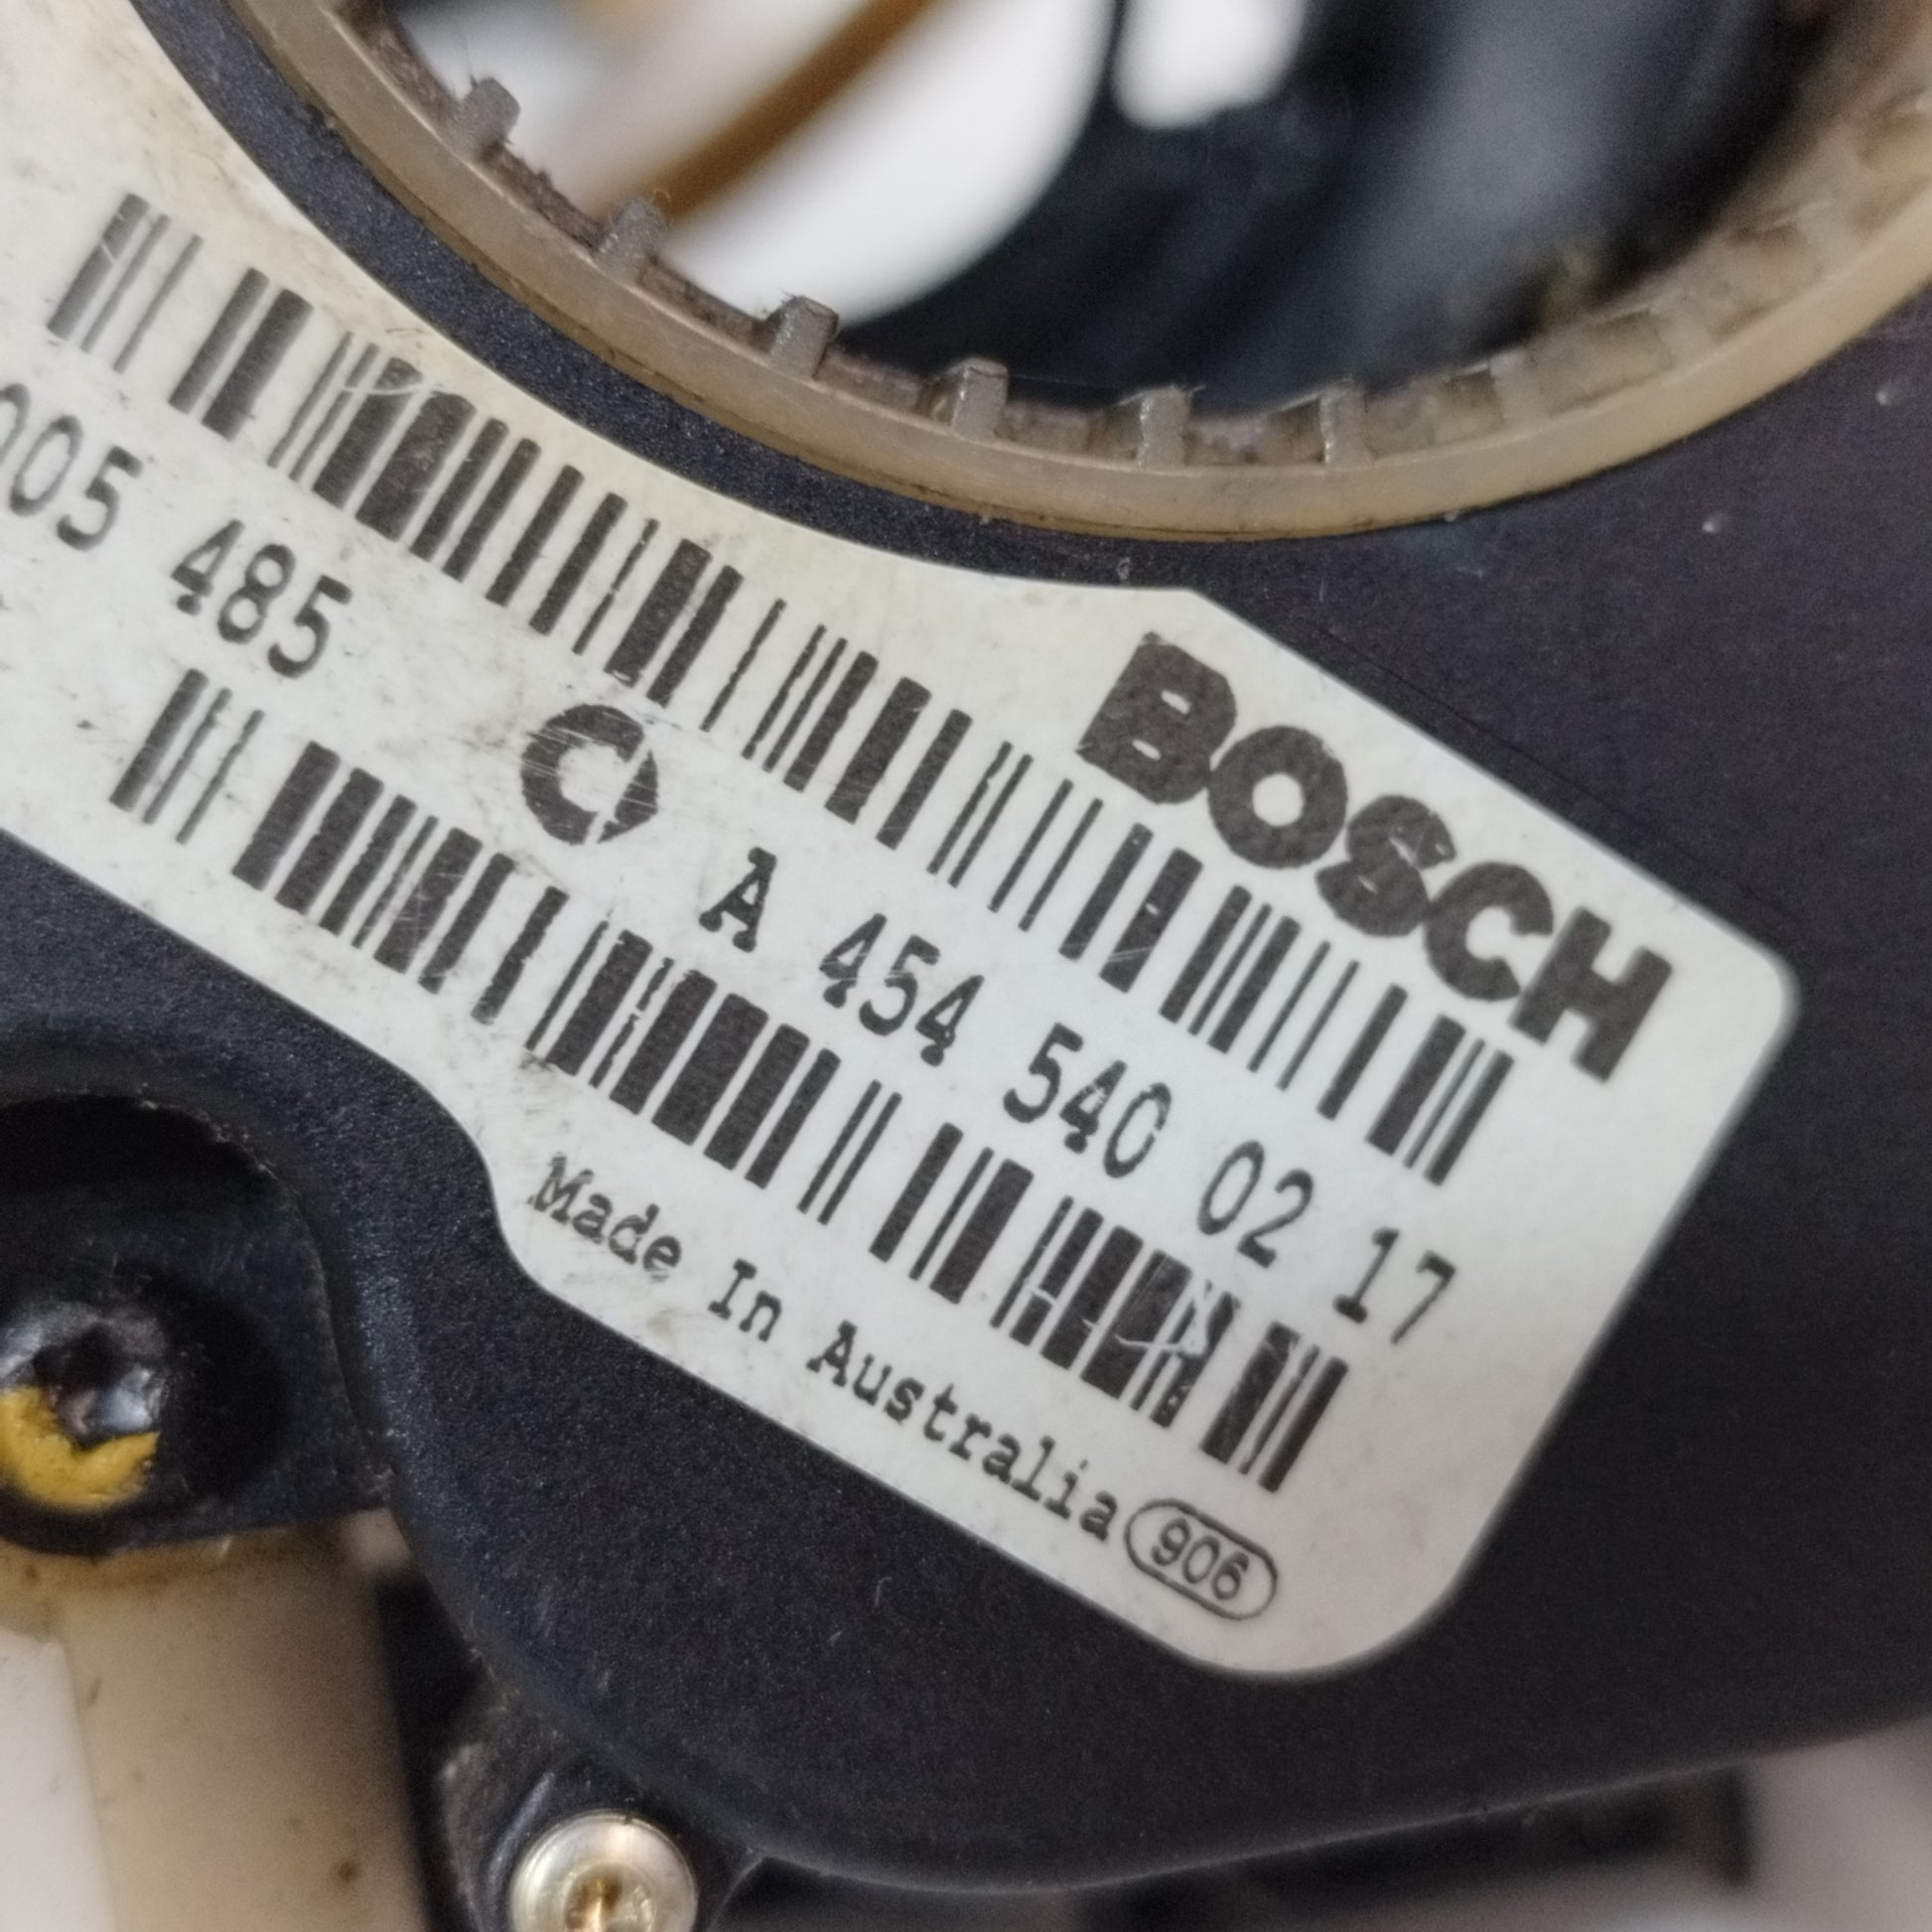 BOSCH
005 485
A 454 540 02 17
Made In Australia 906